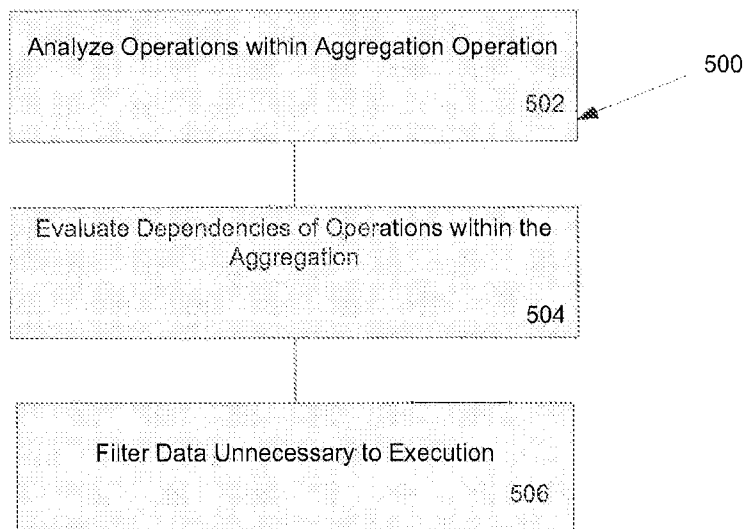 Analyze Operations within Aggregation Operation
502
500
Evaluate Dependencies of Operations within the
Aggregation
504
Filter Data Unnecessary to Execution
506